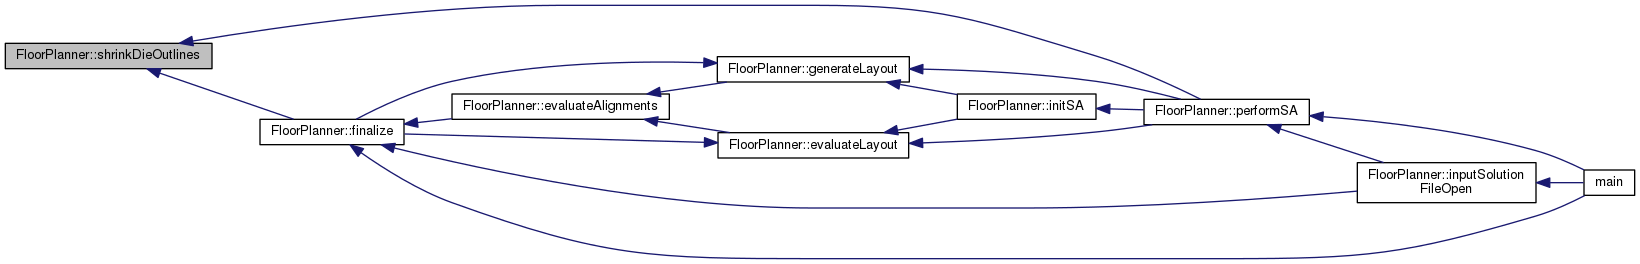 FloorPlanner::shrinkDieOutlines
FloorPlanner::finalize
FloorPlanner::evaluateAlignments
FloorPlanner::generateLayout
FloorPlanner::evaluateLayout
FloorPlanner::initSA
FloorPlanner::performSA
FloorPlanner::inputSolution
FileOpen
main